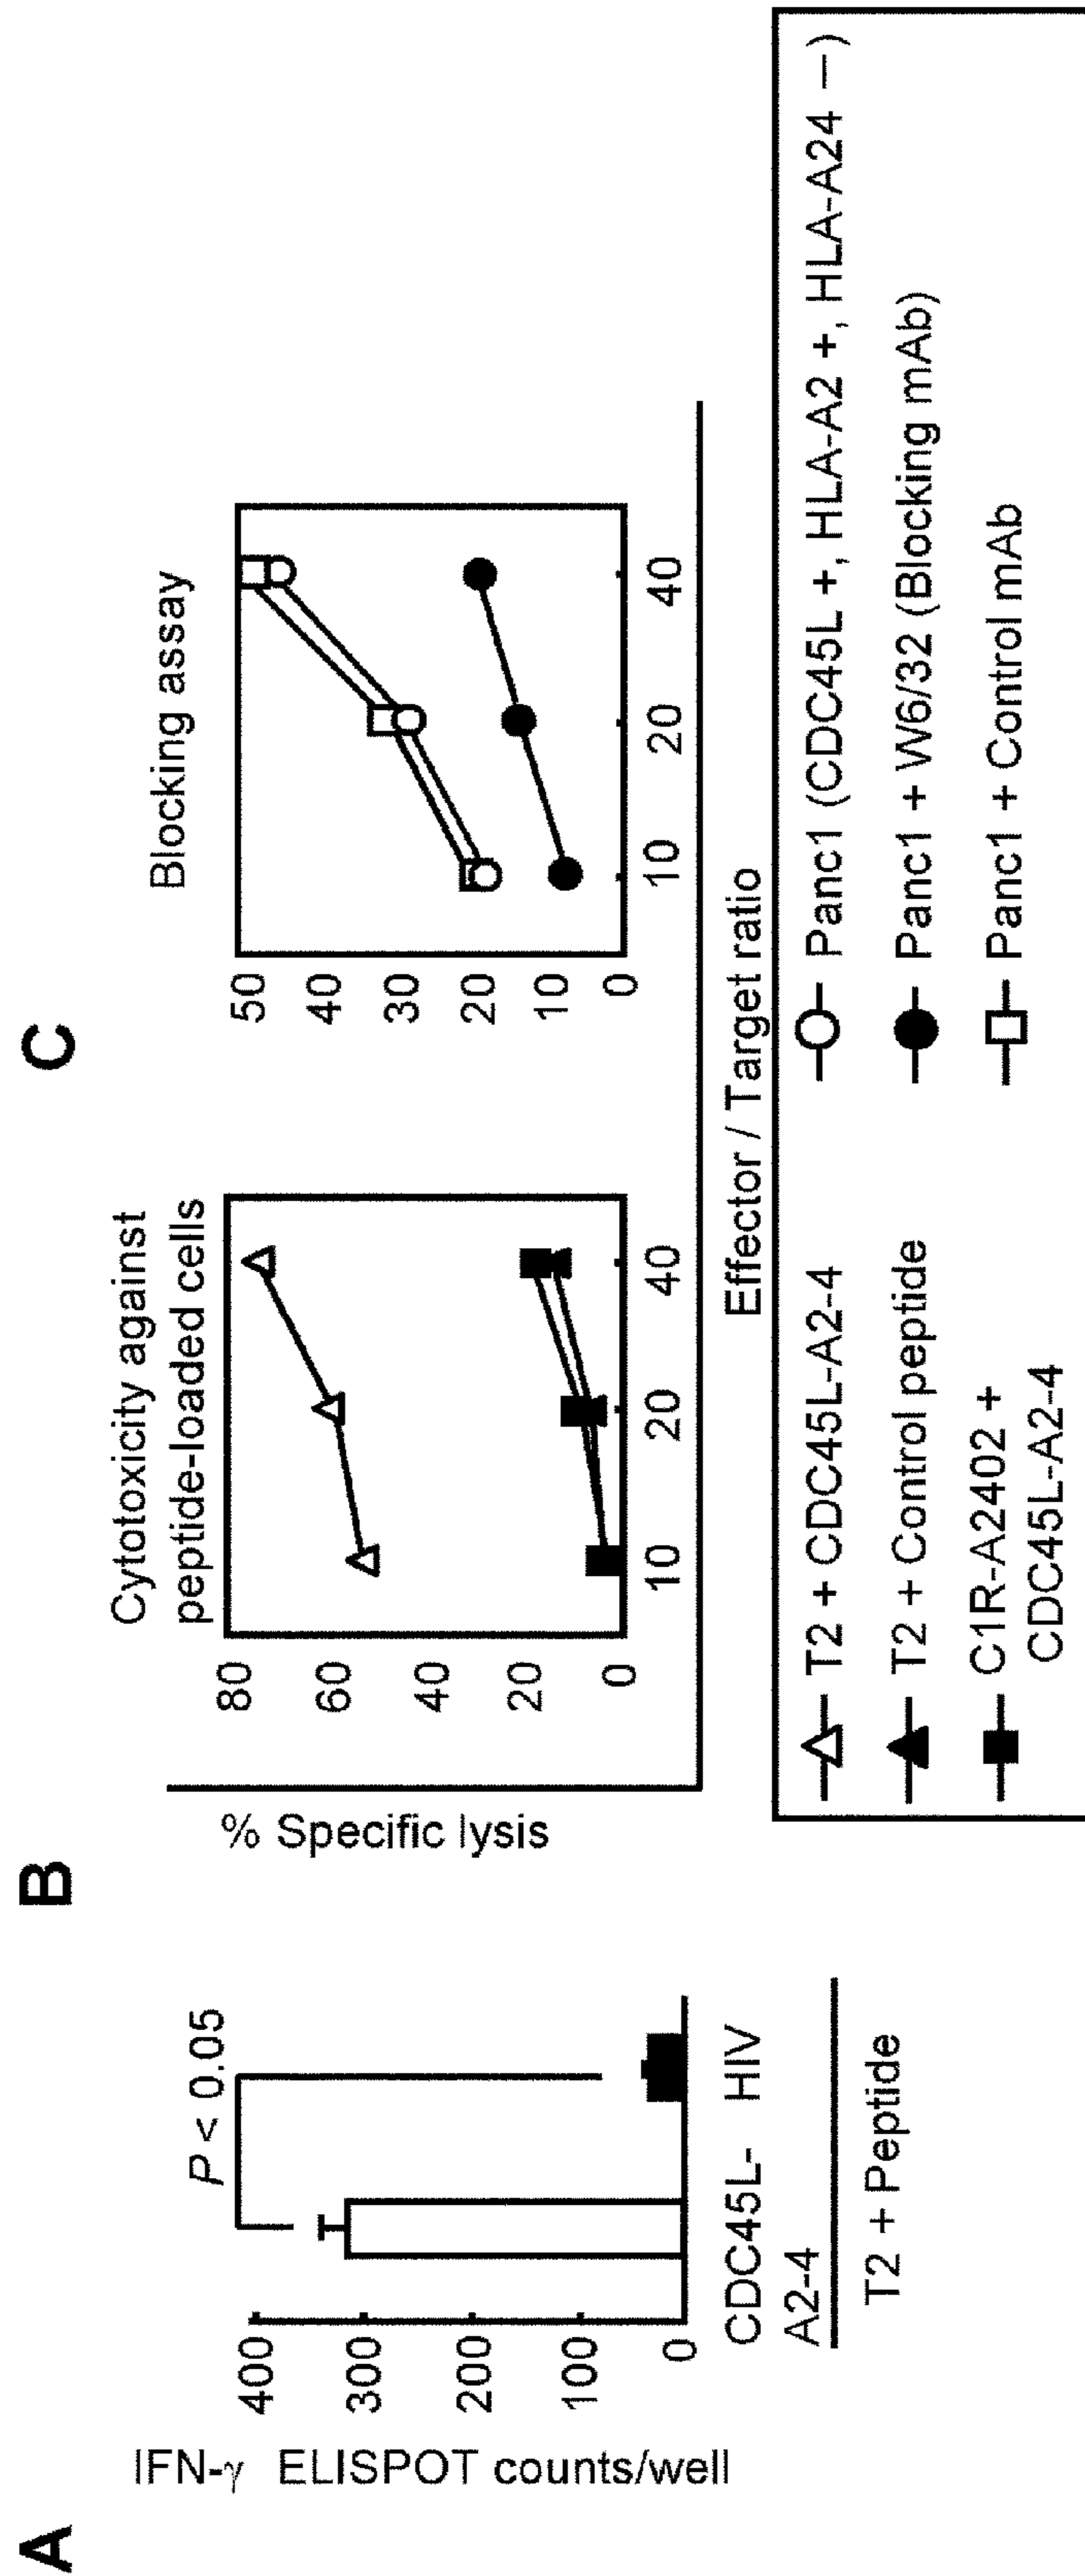 A
IFN-γ ELISPOT counts/well
400
300
200
100
0
P < 0.05
CDC45L-
A2-4
HIV
T2 + Peptide
B
% Specific lysis
Cytotoxicity against
peptide-loaded cells
80
60
40
20
0
10 20 40
C
Blocking assay
50
40
30
20
10
0
10 20 40
Effector / Target ratio
T2 + CDC45L-A2-4
T2 + Control peptide
C1R-A2402 +
CDC45L-A2-4
Panc1 (CDC45L +, HLA-A2 +, HLA-A24 −)
Panc1 + W6/32 (Blocking mAb)
Panc1 + Control mAb